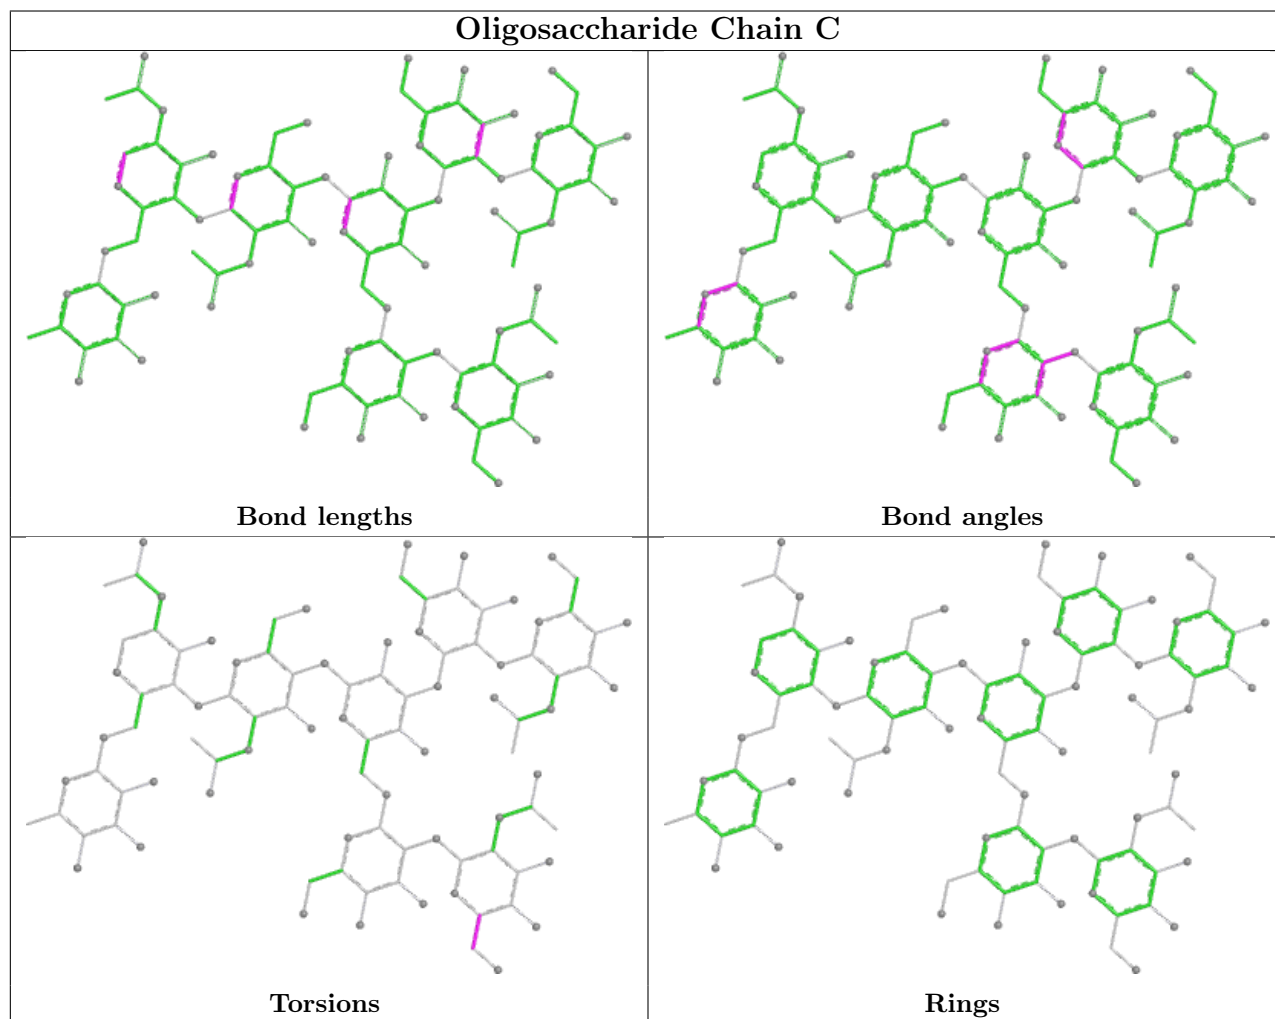 Oligosaccharide Chain C
Bond lengths
Bond angles
Torsions
Rings